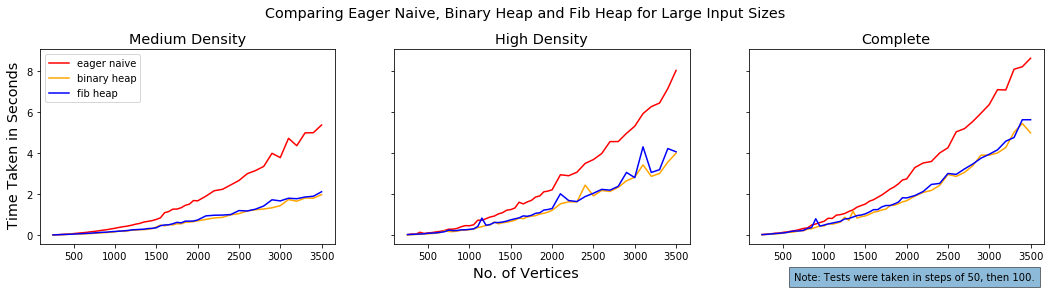 Comparing Eager Naive, Binary Heap and Fib Heap for Large Input Sizes
Medium Density
High Density
Complete
Time Taken in Seconds
8
6
4
2
0
eager naive
binary heap
fib heap
500 1000 1500 2000 2500 3000 3500
500 1000 1500 2000 2500 3000 3500
500 1000 1500 2000 2500 3000 3500
No. of Vertices
Note: Tests were taken in steps of 50, then 100.